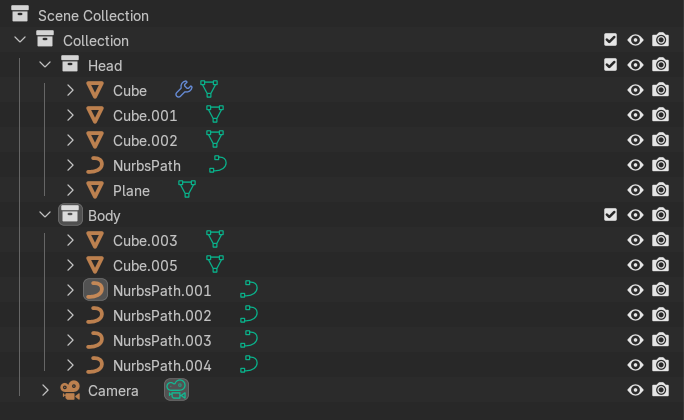 Scene Collection
Collection
Head
Cube
Cube.001
Cube.002
NurbsPath
Plane
Body
Cube.003
Cube.005
NurbsPath.001
NurbsPath.002
NurbsPath.003
NurbsPath.004
Camera